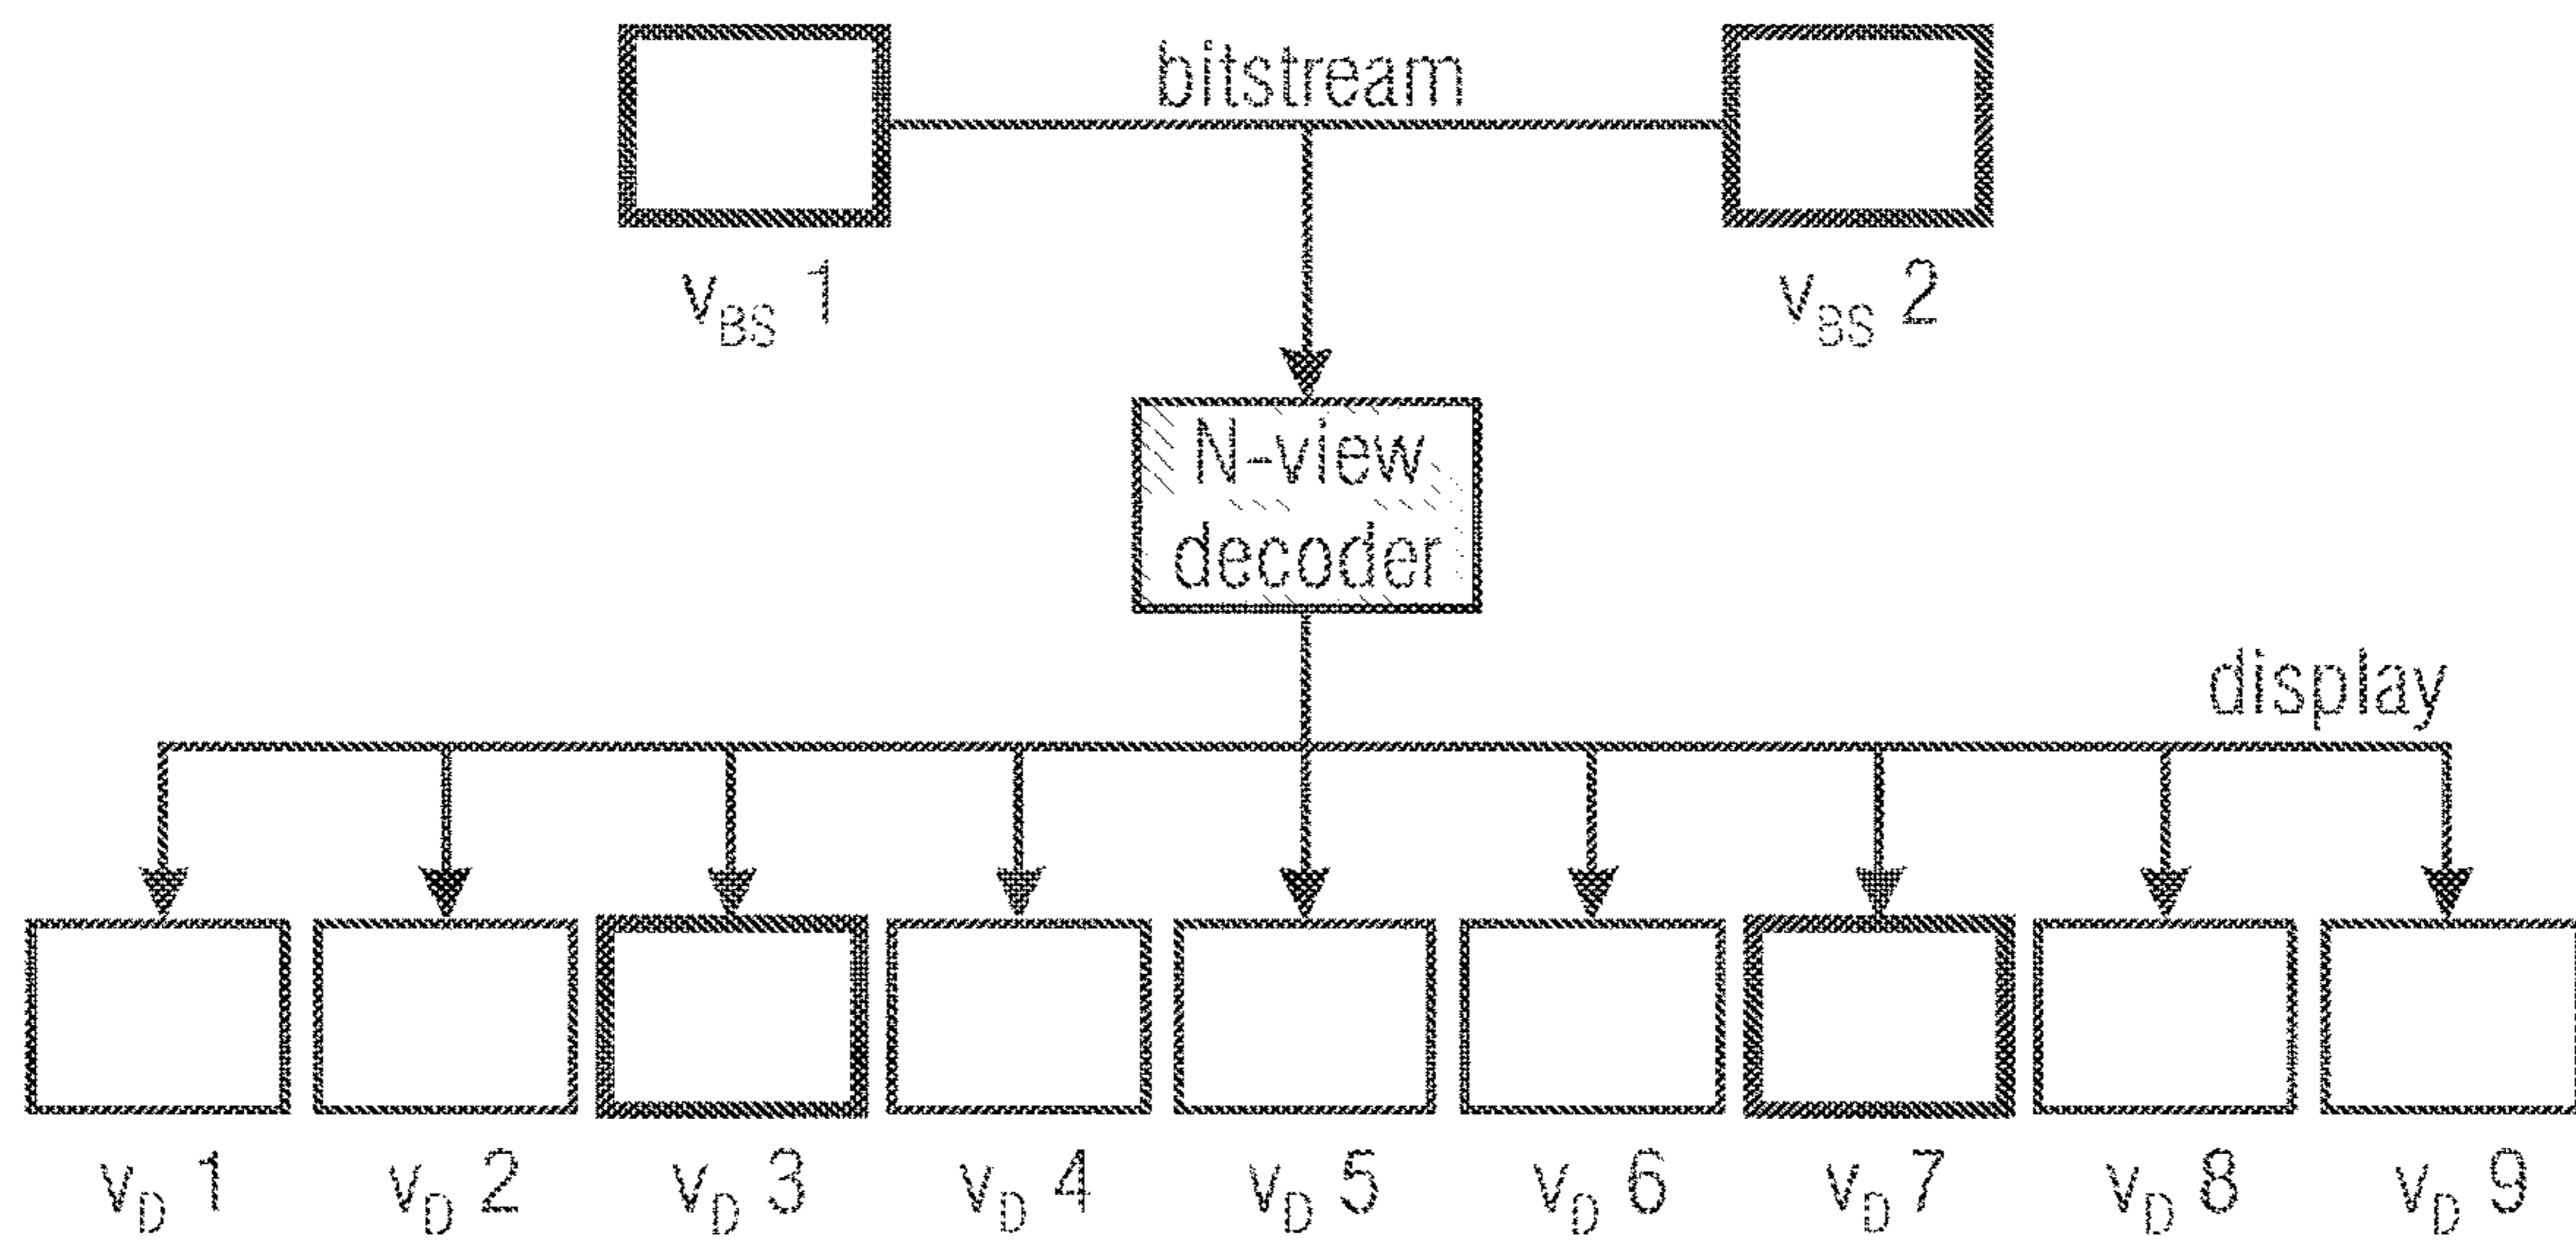 bitstream
v_BS 1
v_BS 2
N-view
decoder
display
v_D 1 v_D 2 v_D 3 v_D 4 v_D 5 v_D 6 v_D 7 v_D 8 v_D 9